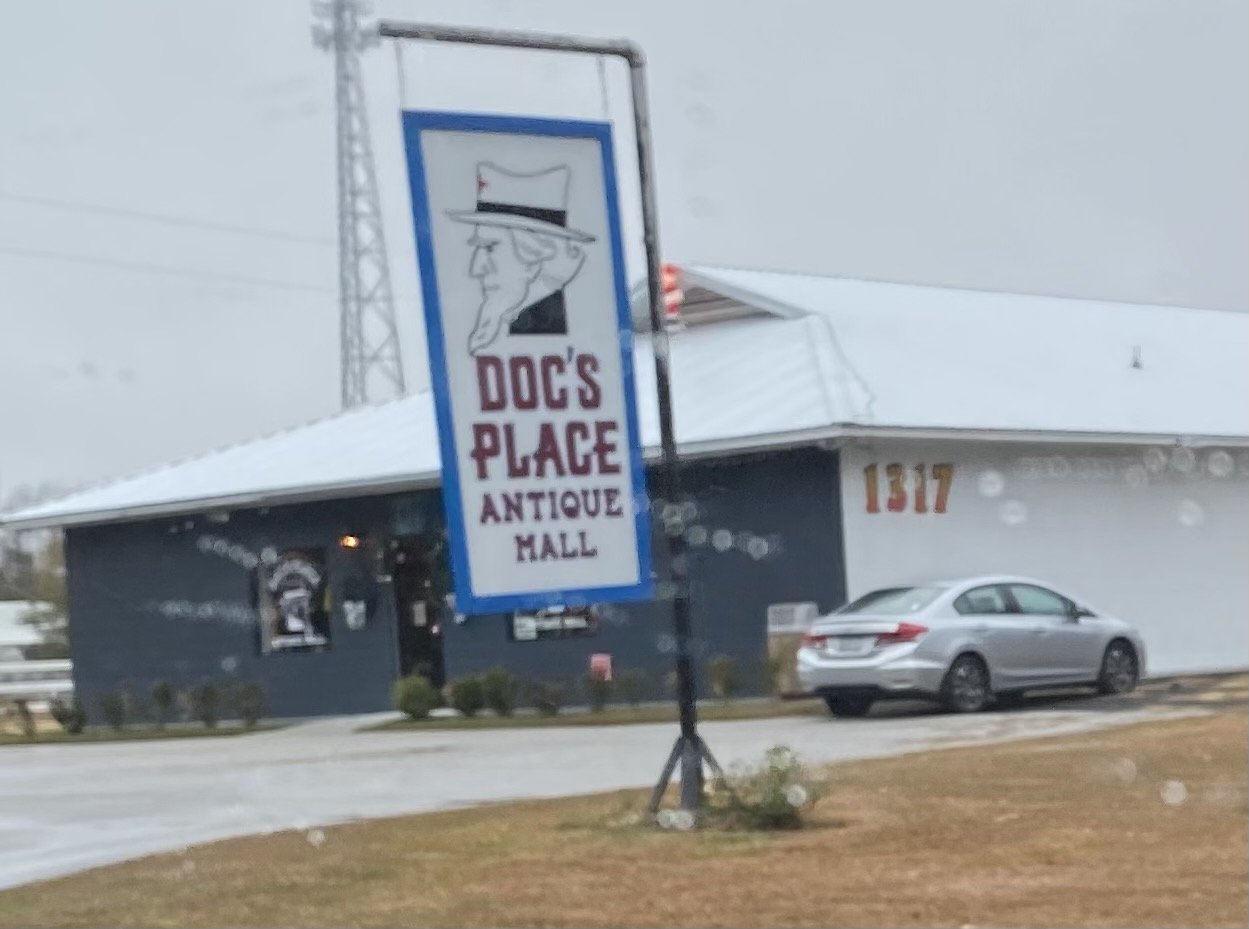 DOC'S
PLACE
ANTIQUE
MALL
1317